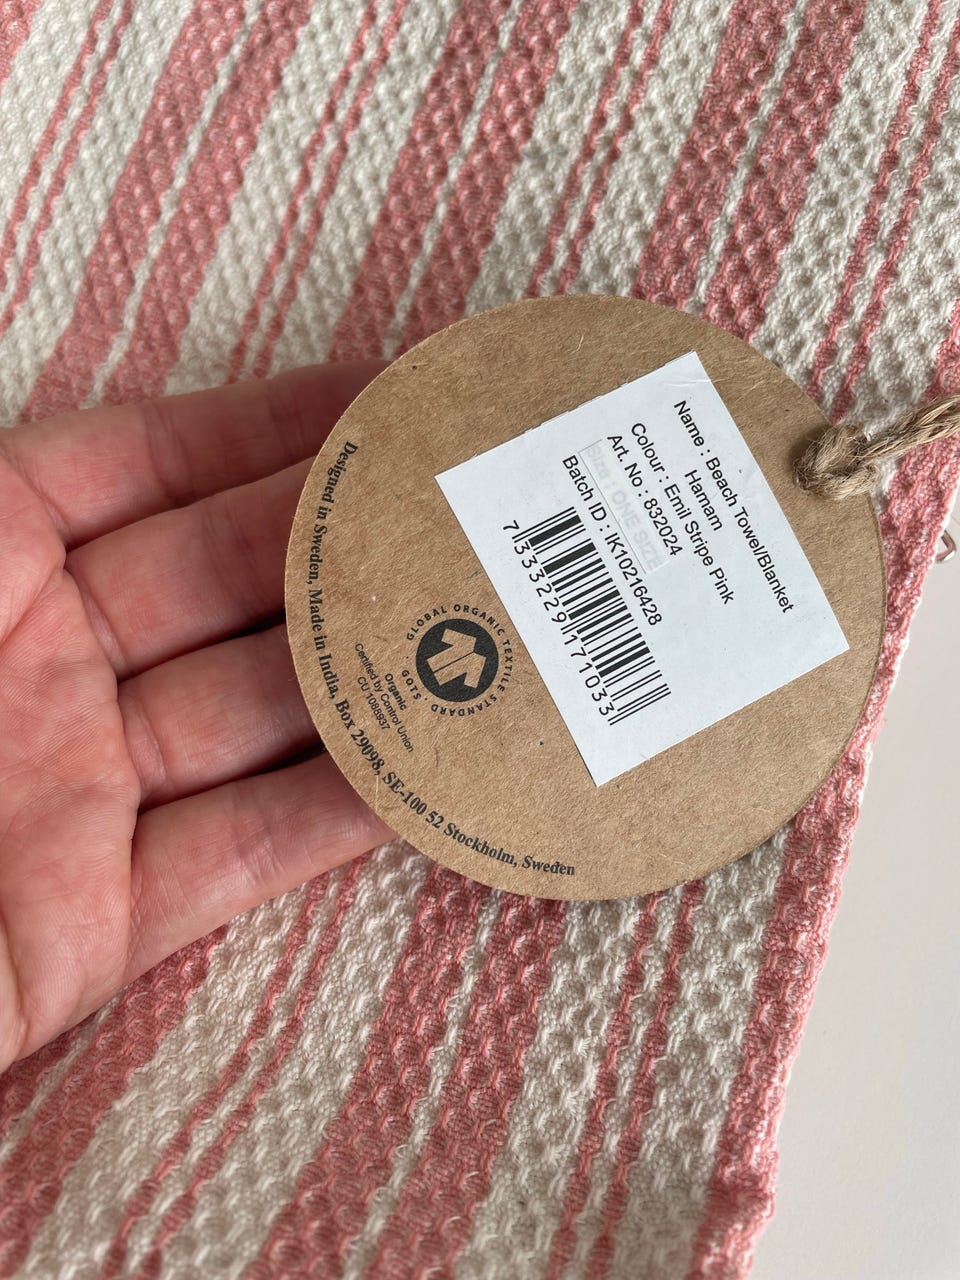 Name : Beach Towel/Blanket
Hamam
Colour : Emil Stripe Pink
Art. No : 832024
Size : ONE SIZE
Batch ID : IK10216428
7 333229 171033
GLOBAL ORGANIC TEXTILE STANDARD
GOTS
Organic
Certified by Control Union
CU 1088937
Designed in Sweden, Made in India, Box 29098, SE-100 52 Stockholm, Sweden